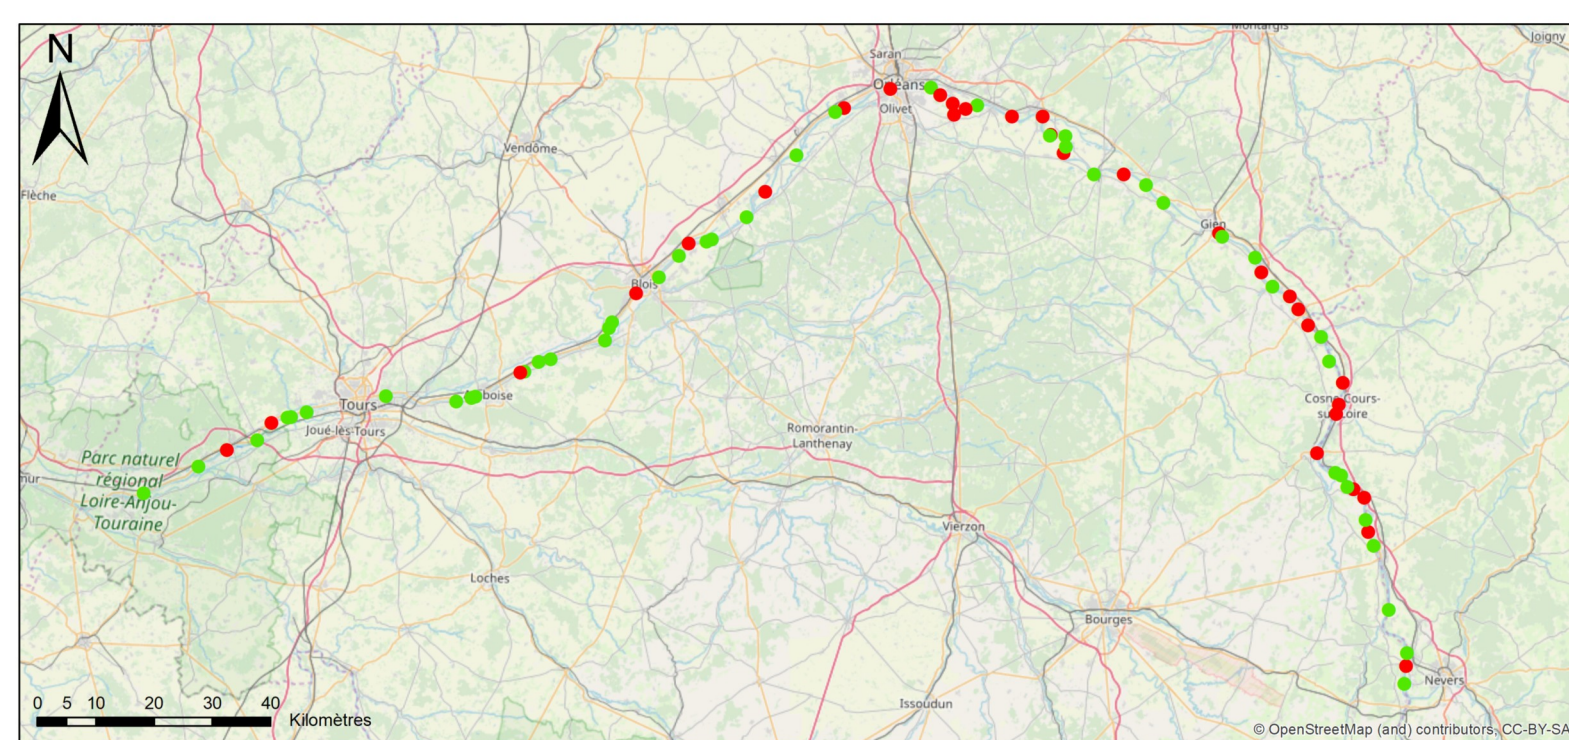 Montargis
Joigny
N
Saran
Orléans
Olivet
Vendôme
Flèche
Gien
Blois
Tours
Joué-lès-Tours
Cosne-Cours-
sur-Loire
Romorantin-
Lanthenay
Parc naturel
régional
Loire-Anjou-
Touraine
Vierzon
Loches
Bourges
Nevers
Issoudun
0 5 10 20 30 40
Kilomètres
© OpenStreetMap (and) contributors, CC-BY-SA